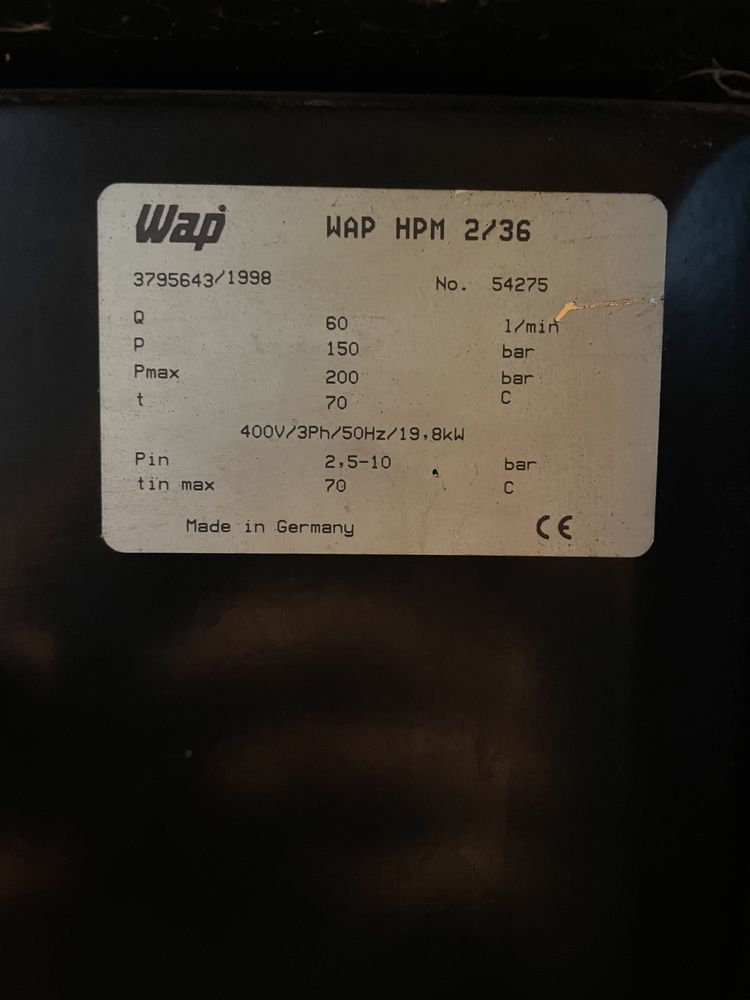 Wap® WAP HPM 2/36
3795643/1998 No. 54275
Q 60 l/min
P 150 bar
Pmax 200 bar
t 70 C
400V/3Ph/50Hz/19,8kW
Pin 2,5-10 bar
tin max 70 C
Made in Germany CE